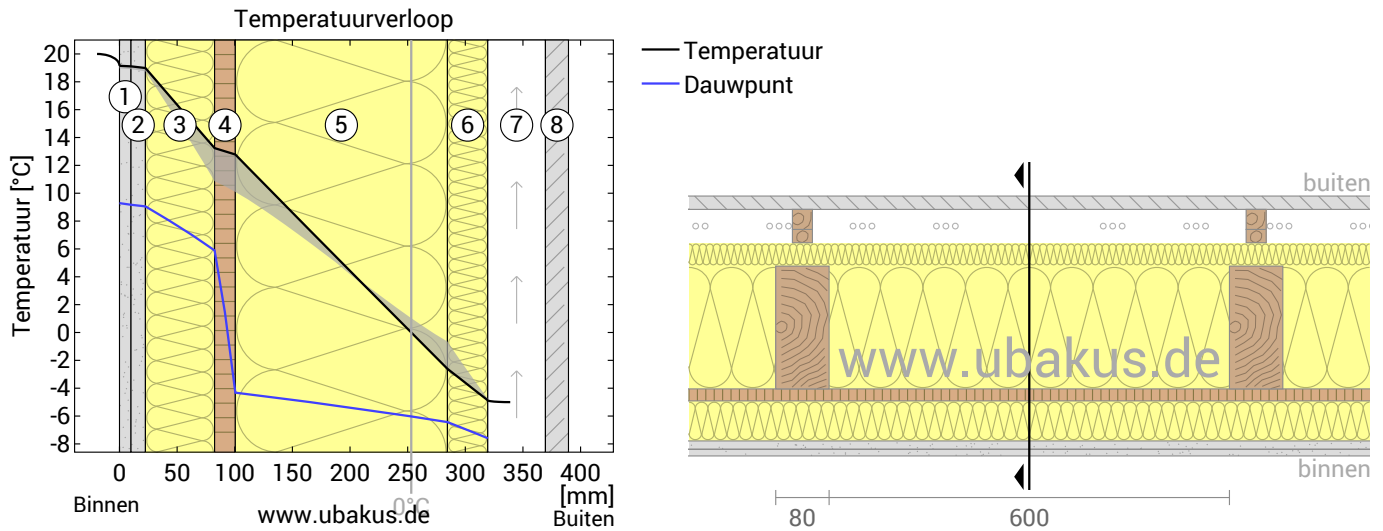 Temperatuurverloop
Temperatuur [°C]
20
18
16
14
12
10
8
6
4
2
0
-2
-4
-6
-8
1
2
3
4
5
6
7
8
0 50 100 150 200 250 300 350 400
[mm]
Binnen
0°C
www.ubakus.de
Buiten
Temperatuur
Dauwpunt
buiten
www.ubakus.de
binnen
80 600